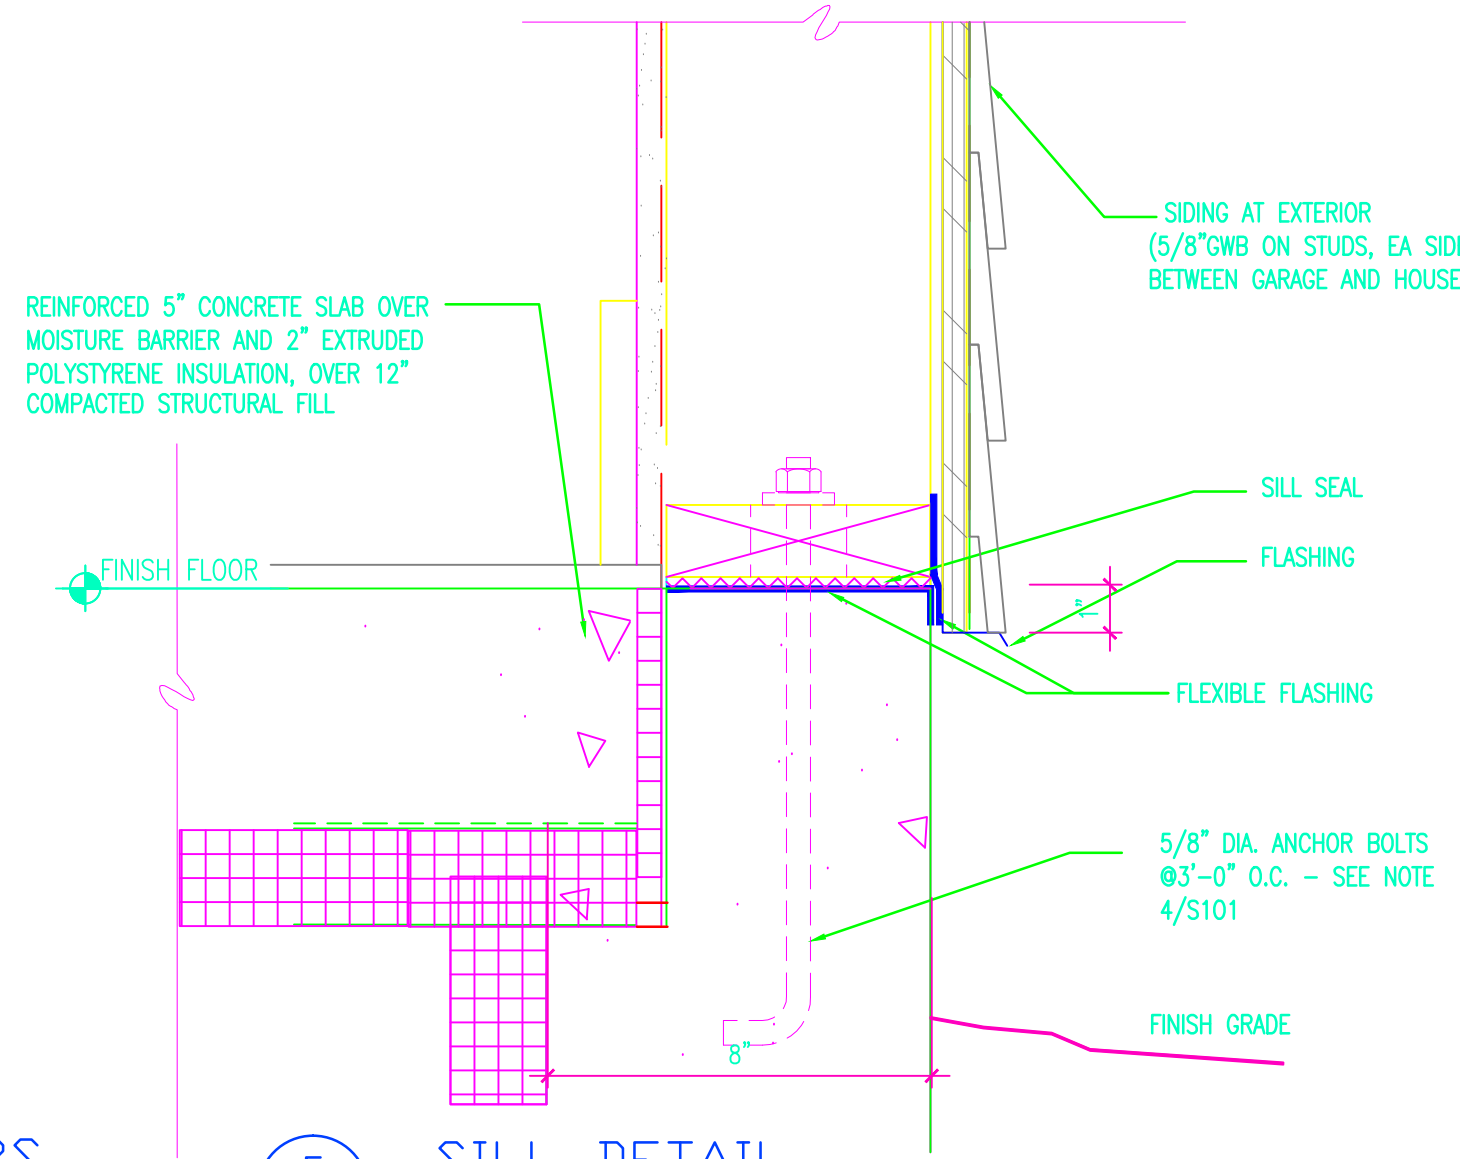 SIDING AT EXTERIOR
(5/8"GWB ON STUDS, EA
BETWEEN GARAGE AND HOUSE
REINFORCED 5" CONCRETE SLAB OVER
MOISTURE BARRIER AND 2" EXTRUDED
POLYSTYRENE INSULATION, OVER 12"
COMPACTED STRUCTURAL FILL
SILL SEAL
FLASHING
FINISH FLOOR
1"
FLEXIBLE FLASHING
5/8" DIA. ANCHOR BOLTS
@3'-0" O.C. - SEE NOTE
4/S101
FINISH GRADE
8"
SILL DETAIL